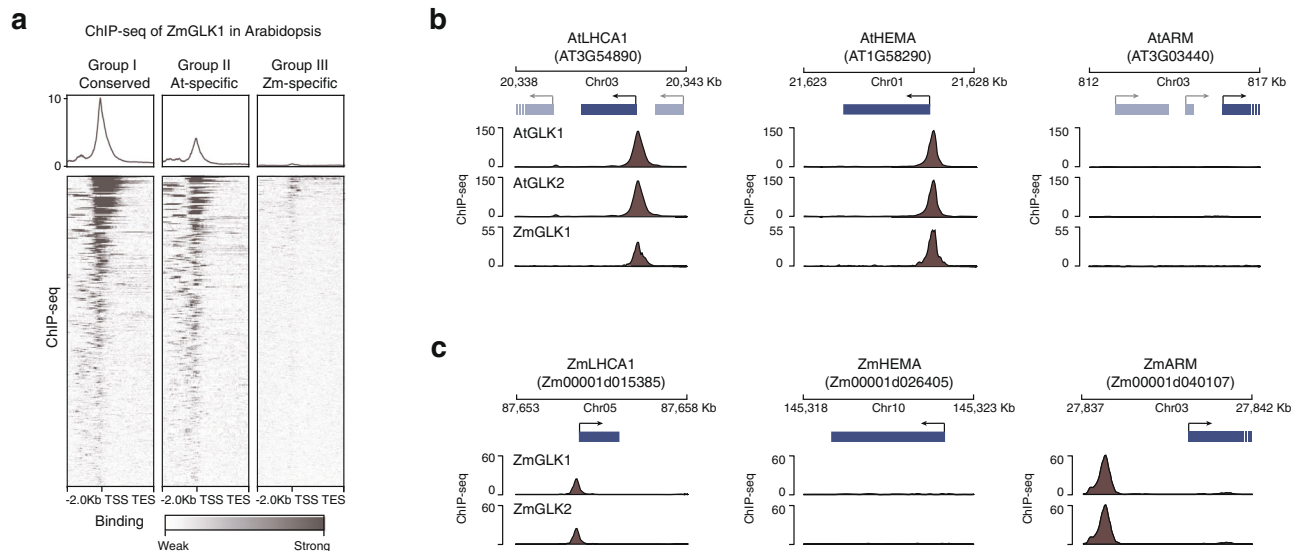 a
ChIP-seq of ZmGLK1 in Arabidopsis
Group I
Conserved
Group II
At-specific
Group III
Zm-specific
10
0
ChIP-seq
-2.0Kb TSS TES
-2.0Kb TSS TES
-2.0Kb TSS TES
Binding
Weak
Strong
b
AtLHCA1
(AT3G54890)
20,338 Chr03 20,343 Kb
AtHEMA
(AT1G58290)
21,623 Chr01 21,628 Kb
AtARM
(AT3G03440)
812 Chr03 817 Kb
ChIP-seq
AtGLK1
150
0
AtGLK2
150
0
ZmGLK1
55
0
ChIP-seq
150
0
150
0
55
0
ChIP-seq
150
0
150
0
55
0
c
ZmLHCA1
(Zm00001d015385)
87,653 Chr05 87,658 Kb
ZmHEMA
(Zm00001d026405)
145,318 Chr10 145,323 Kb
ZmARM
(Zm00001d040107)
27,837 Chr03 27,842 Kb
ChIP-seq
ZmGLK1
60
0
ZmGLK2
60
0
ChIP-seq
60
0
60
0
ChIP-seq
60
0
60
0